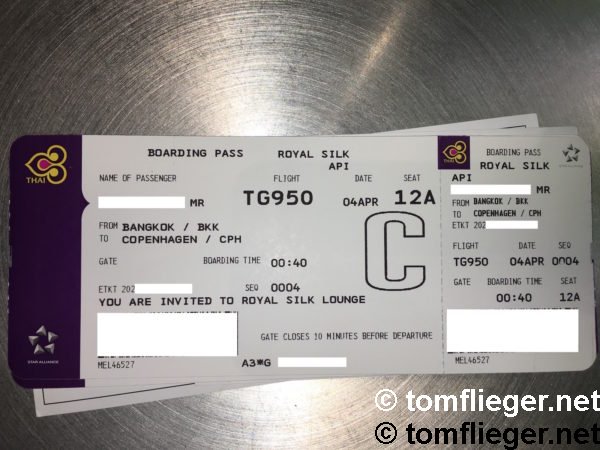 BOARDING PASS ROYAL SILK
API
THAI
NAME OF PASSENGER FLIGHT DATE SEAT
MR TG950 04APR 12A
FROM BANGKOK / BKK
TO COPENHAGEN / CPH
C
GATE BOARDING TIME 00:40
ETKT 202 SEQ 0004
YOU ARE INVITED TO ROYAL SILK LOUNGE
GATE CLOSES 10 MINUTES BEFORE DEPARTURE
STAR ALLIANCE
MEL46527 A3*G
BOARDING PASS
THAI
ROYAL SILK
API
MR
FROM BANGKOK / BKK
TO COPENHAGEN / CPH
ETKT 202
FLIGHT DATE SEQ
TG950 04APR 0004
GATE BOARDING TIME SEAT
00:40 12A
MEL46527
© tomflieger.net
© tomflieger.net